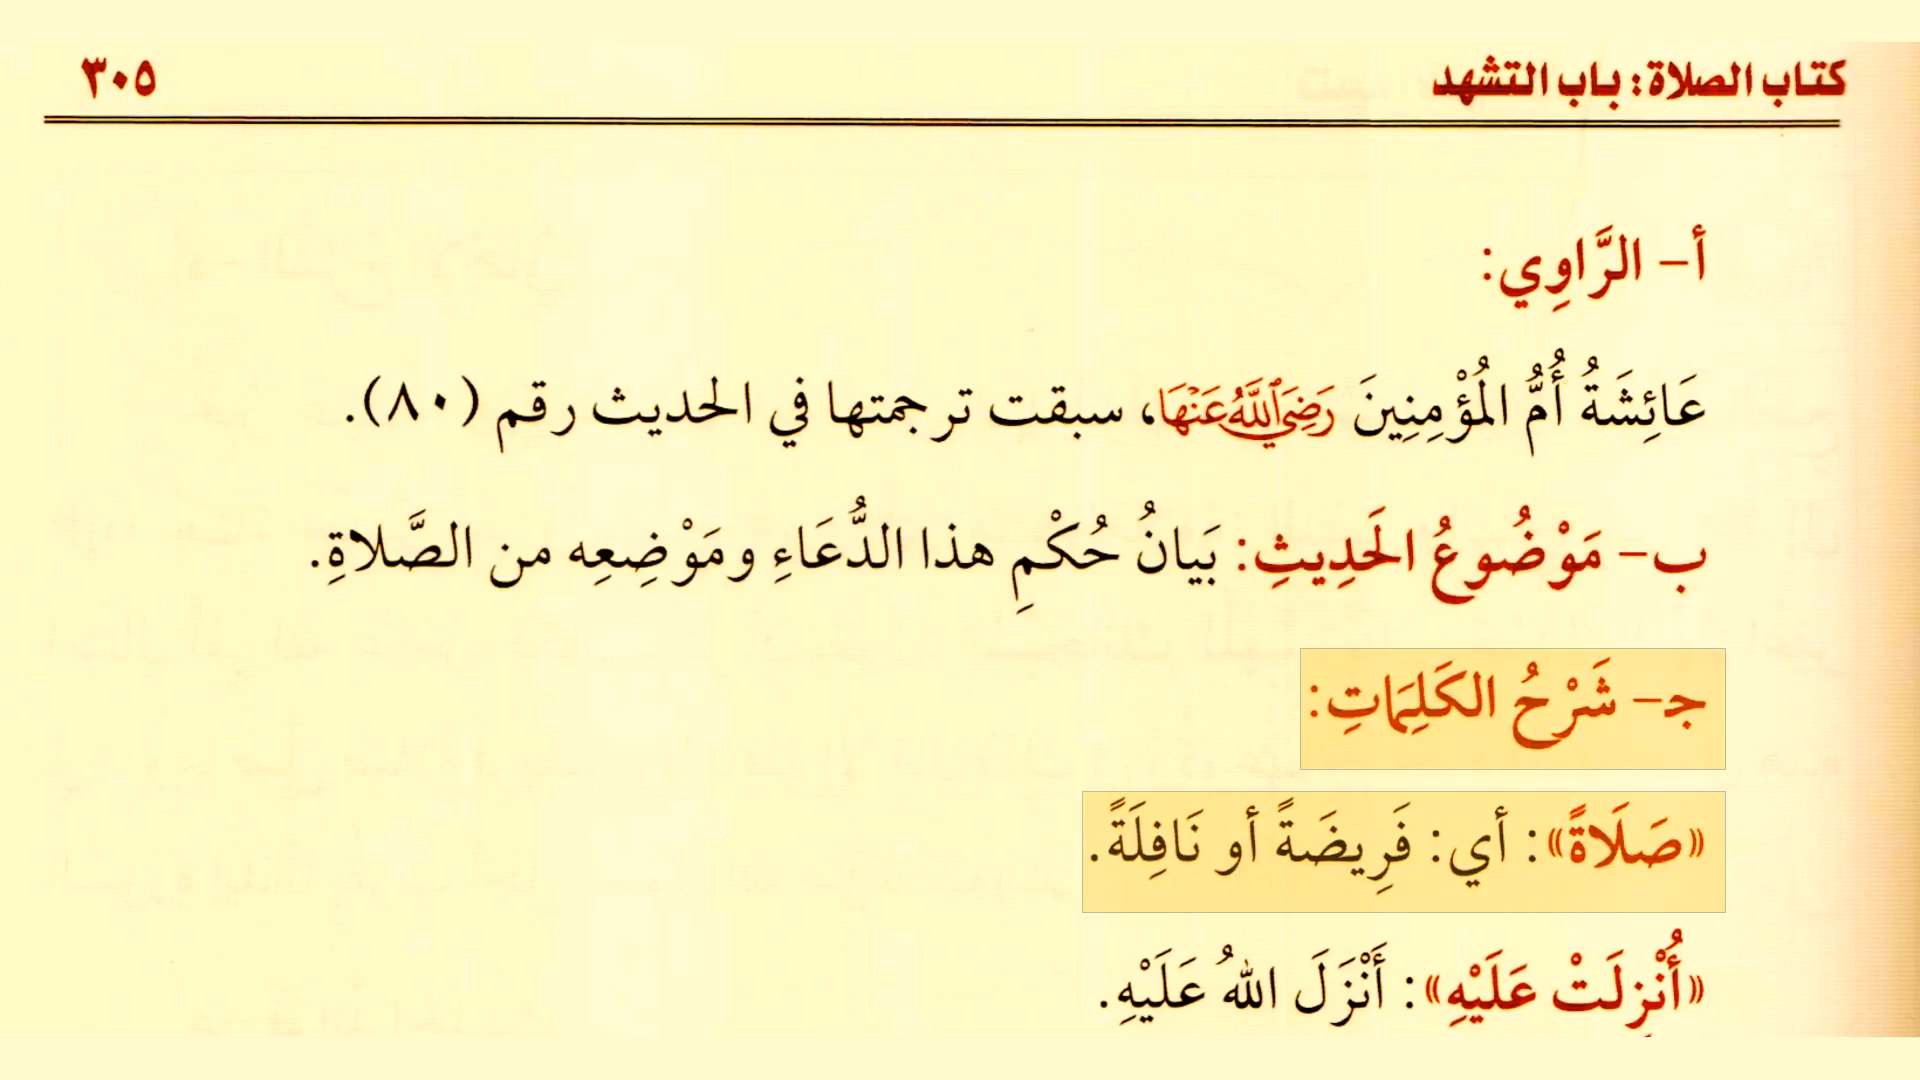 كتاب الصلاة: باب التشهد ٣٠٥
أ- الرَّاوِي:
عَائِشَةُ أُمُّ المُؤْمِنِينَ رَضِيَ اللَّهُ عَنْهَا، سبقت ترجمتها في الحديث رقم (٨٠).
ب- مَوْضُوعُ الحَدِيثِ: بَيانُ حُكْمِ هذا الدُّعَاءِ ومَوْضِعِه من الصَّلاةِ.
جـ- شَرْحُ الكَلِمَاتِ:
«صَلَاةً»: أي: فَرِيضَةً أو نَافِلَةً.
«أُنْزِلَتْ عَلَيْهِ»: أَنْزَلَ اللهُ عَلَيْهِ.